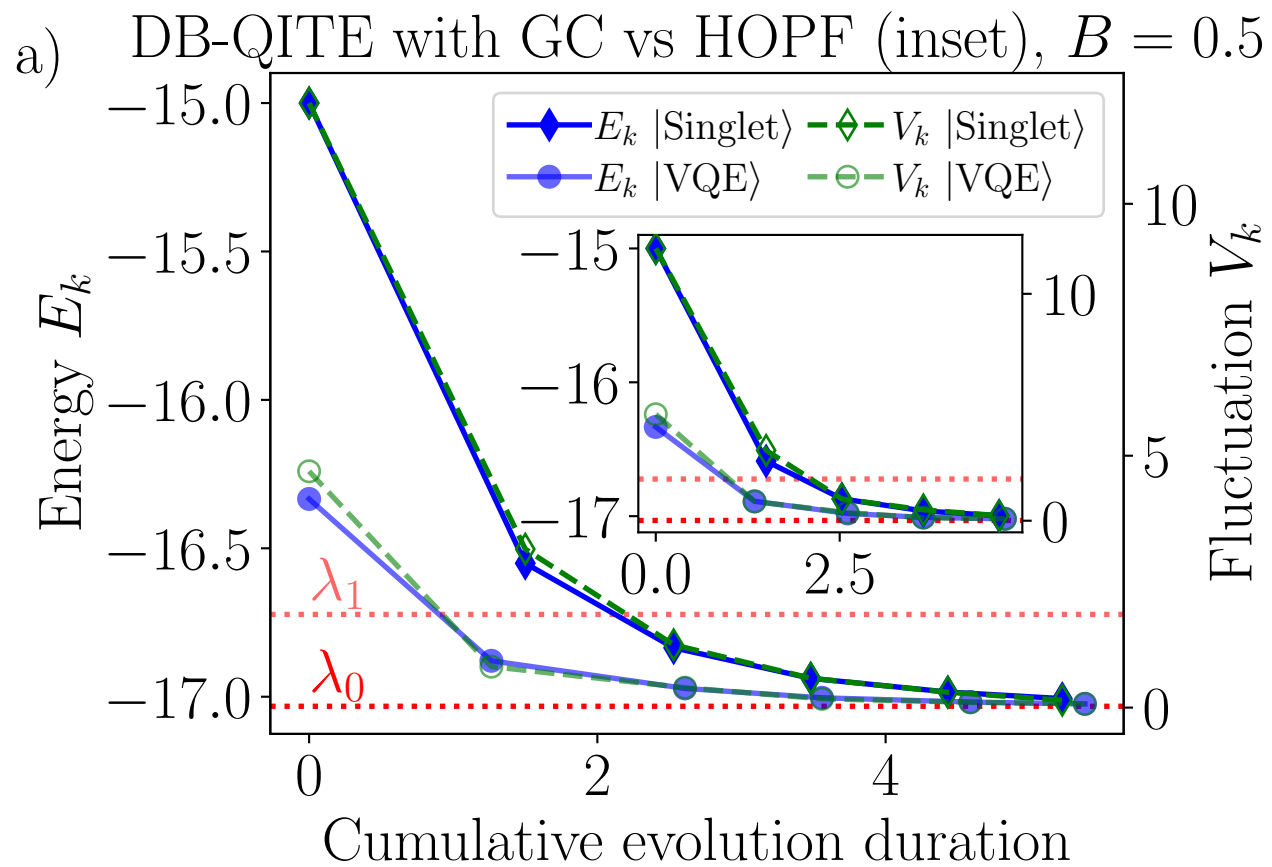 a)
DB-QITE with GC vs HOPF (inset), B = 0.5
E_k |Singlet⟩
V_k |Singlet⟩
E_k |VQE⟩
V_k |VQE⟩
Energy E_k
−15.0
−15.5
−16.0
−16.5
−17.0
λ_1
λ_0
−15
−16
−17
10
0
0.0
2.5
10
5
0
Fluctuation V_k
0
2
4
Cumulative evolution duration